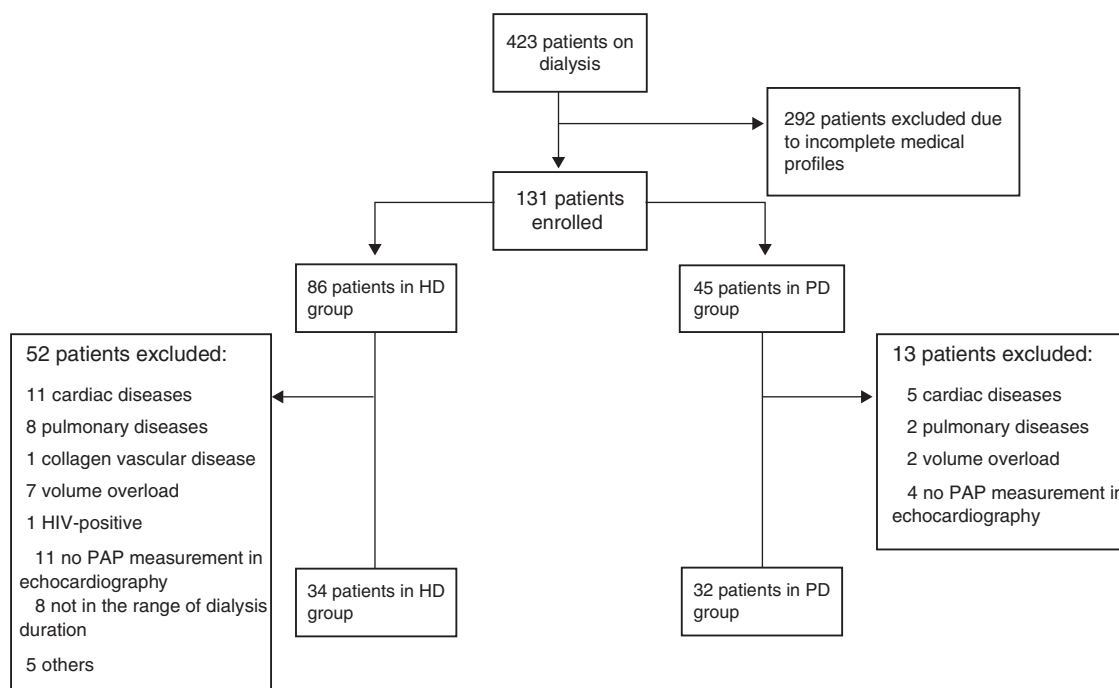 423 patients on
dialysis
292 patients excluded due
to incomplete medical
profiles
131 patients
enrolled
86 patients in HD
group
45 patients in PD
group
52 patients excluded:
11 cardiac diseases
8 pulmonary diseases
1 collagen vascular disease
7 volume overload
1 HIV-positive
11 no PAP measurement in
echocardiography
8 not in the range of dialysis
duration
5 others
13 patients excluded:
5 cardiac diseases
2 pulmonary diseases
2 volume overload
4 no PAP measurement in
echocardiography
34 patients in HD
group
32 patients in PD
group